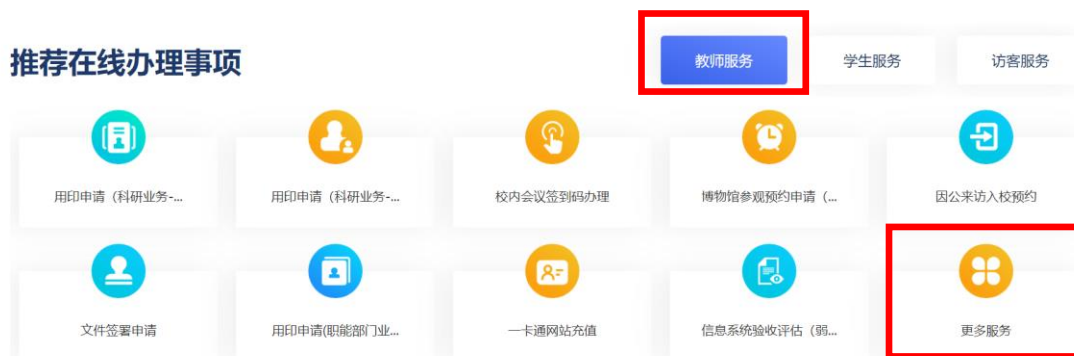 推荐在线办理事项
教师服务
学生服务
访客服务
用印申请（科研业务-...
用印申请（科研业务-...
校内会议签到码办理
博物馆参观预约申请（...
因公来访入校预约
文件签署申请
用印申请(职能部门业...
一卡通网站充值
信息系统验收评估（弱...
更多服务